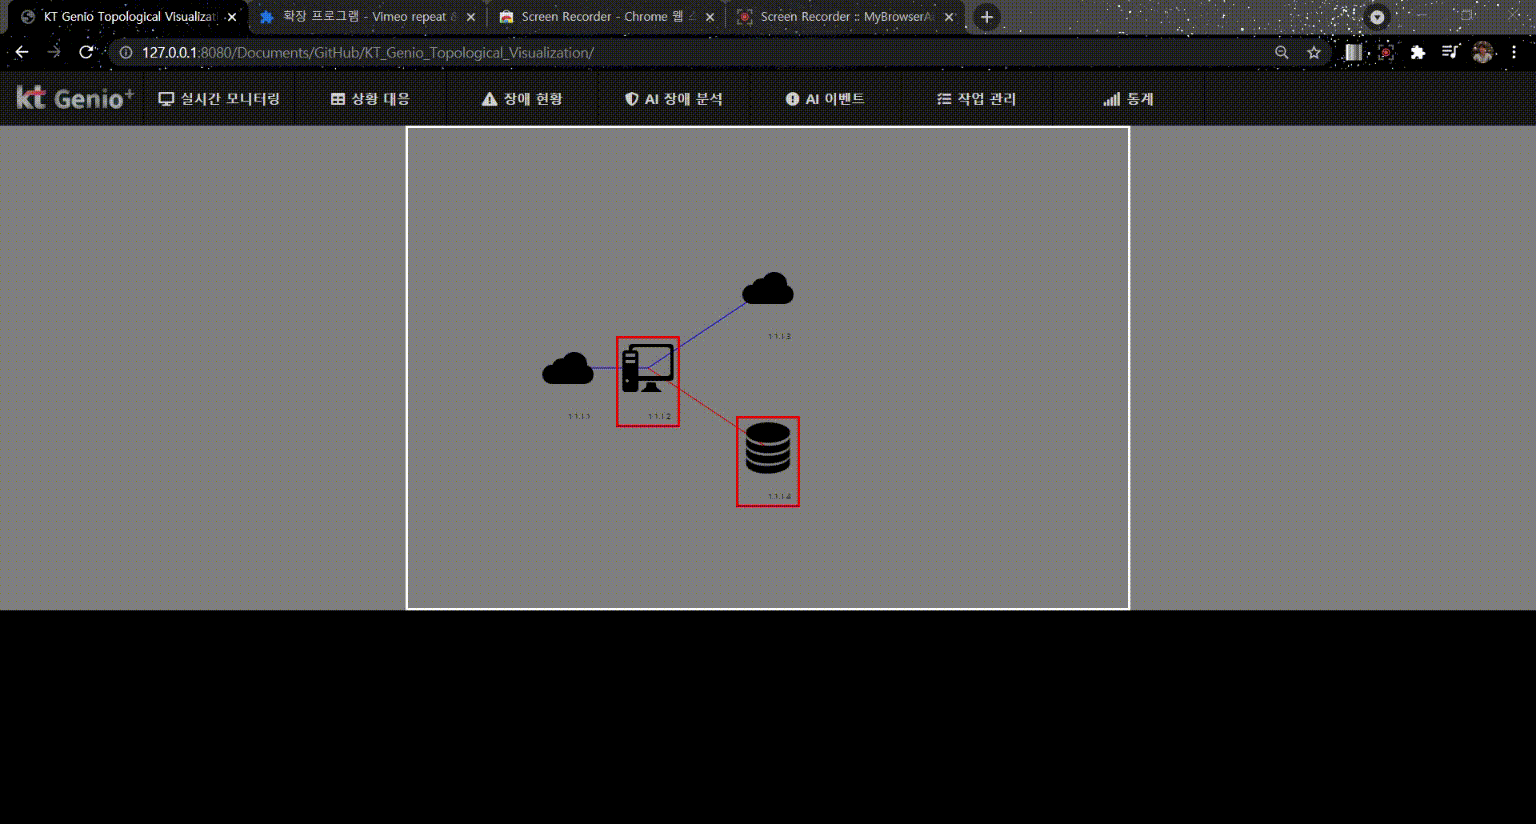 KT Genio Topological Visualizat
확장 프로그램 - Vimeo repeat &
Screen Recorder - Chrome 웹 스
Screen Recorder :: MyBrowserA
127.0.0.1:8080/Documents/GitHub/KT_Genio_Topological_Visualization/
kt Genio+
실시간 모니터링
상황 대응
장애 현황
AI 장애 분석
AI 이벤트
작업 관리
통계
1.1.1.3
1.1.1.1
1.1.1.2
1.1.1.4